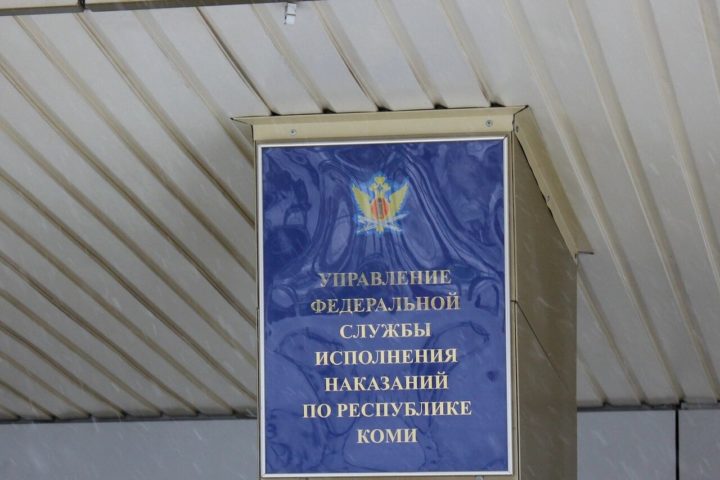 УПРАВЛЕНИЕ
ФЕДЕРАЛЬНОЙ
СЛУЖБЫ
ИСПОЛНЕНИЯ
НАКАЗАНИЙ
ПО РЕСПУБЛИКЕ
КОМИ